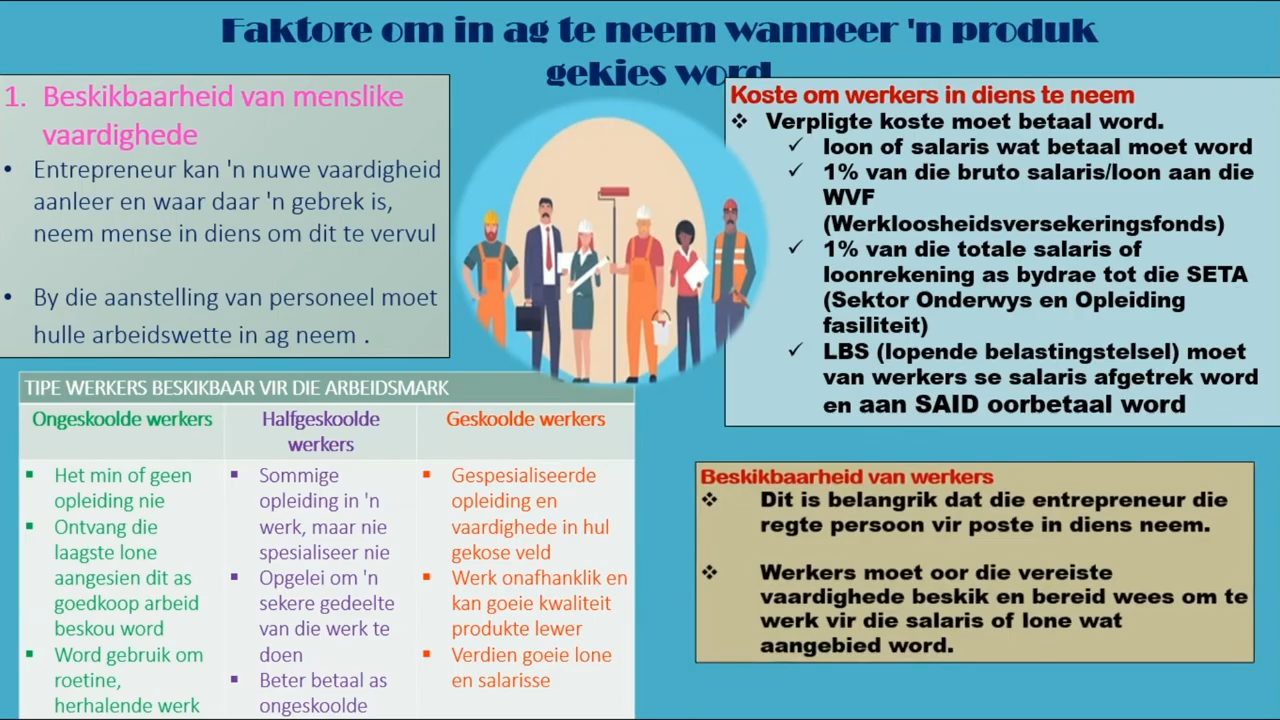 Faktore om in ag te neem wanneer 'n produk
gekies word
1. Beskikbaarheid van menslike
vaardighede
• Entrepreneur kan 'n nuwe vaardigheid
aanleer en waar daar 'n gebrek is,
neem mense in diens om dit te vervul
• By die aanstelling van personeel moet
hulle arbeidswette in ag neem .
Koste om werkers in diens te neem
❖ Verpligte koste moet betaal word.
✓ loon of salaris wat betaal moet word
✓ 1% van die bruto salaris/loon aan die
WVF
(Werkloosheidsversekeringsfonds)
✓ 1% van die totale salaris of
loonrekening as bydrae tot die SETA
(Sektor Onderwys en Opleiding
fasiliteit)
✓ LBS (lopende belastingstelsel) moet
van werkers se salaris afgetrek word
en aan SAID oorbetaal word
TIPE WERKERS BESKIKBAAR VIR DIE ARBEIDSMARK
Ongeskoolde werkers
▪ Het min of geen
opleiding nie
▪ Ontvang die
laagste lone
aangesien dit as
goedkoop arbeid
beskou word
▪ Word gebruik om
roetine,
herhalende werk
Halfgeskoolde
werkers
▪ Sommige
opleiding in 'n
werk, maar nie
spesialiseer nie
▪ Opgelei om 'n
sekere gedeelte
van die werk te
doen
▪ Beter betaal as
ongeskoolde
Geskoolde werkers
▪ Gespesialiseerde
opleiding en
vaardighede in hul
gekose veld
▪ Werk onafhanklik en
kan goeie kwaliteit
produkte lewer
▪ Verdien goeie lone
en salarisse
Beskikbaarheid van werkers
❖ Dit is belangrik dat die entrepreneur die
regte persoon vir poste in diens neem.
❖ Werkers moet oor die vereiste
vaardighede beskik en bereid wees om te
werk vir die salaris of lone wat
aangebied word.